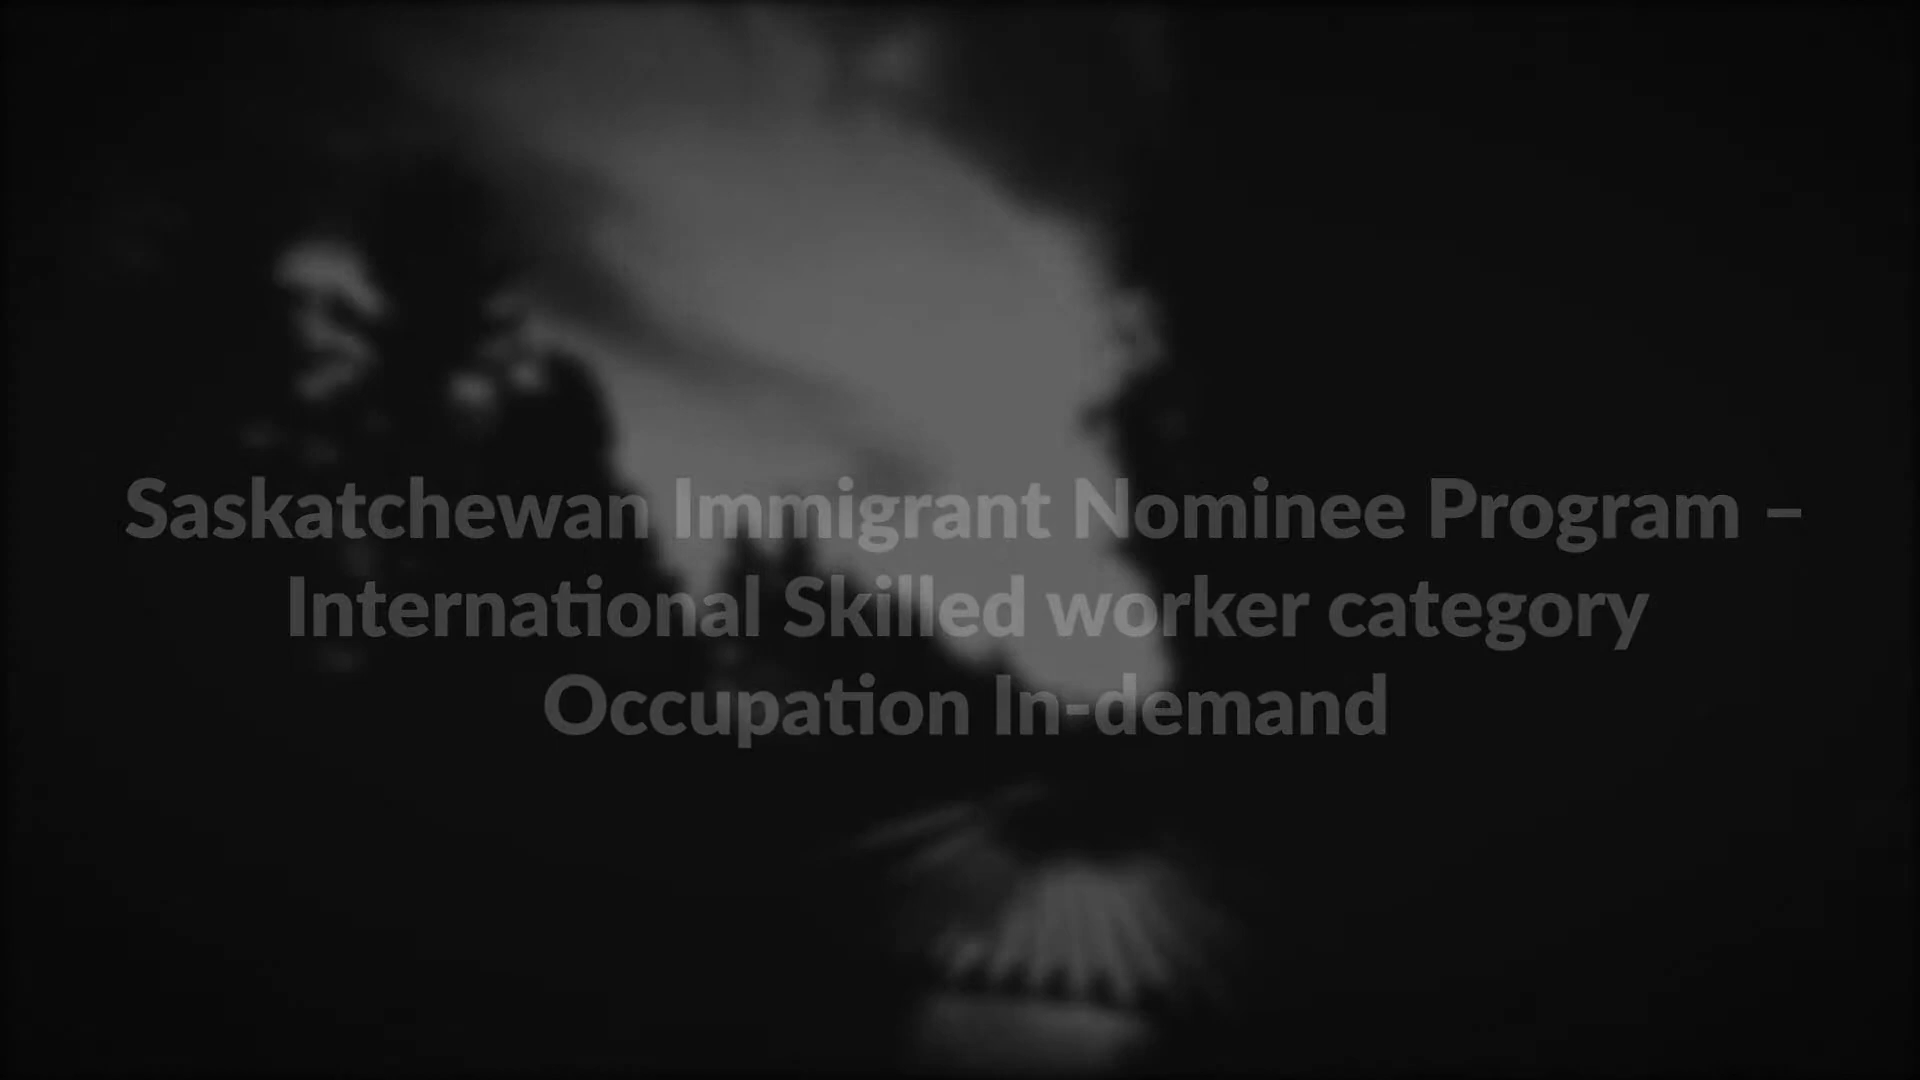 Saskatchewan Immigrant Nominee Program –
International Skilled worker category
Occupation In-demand